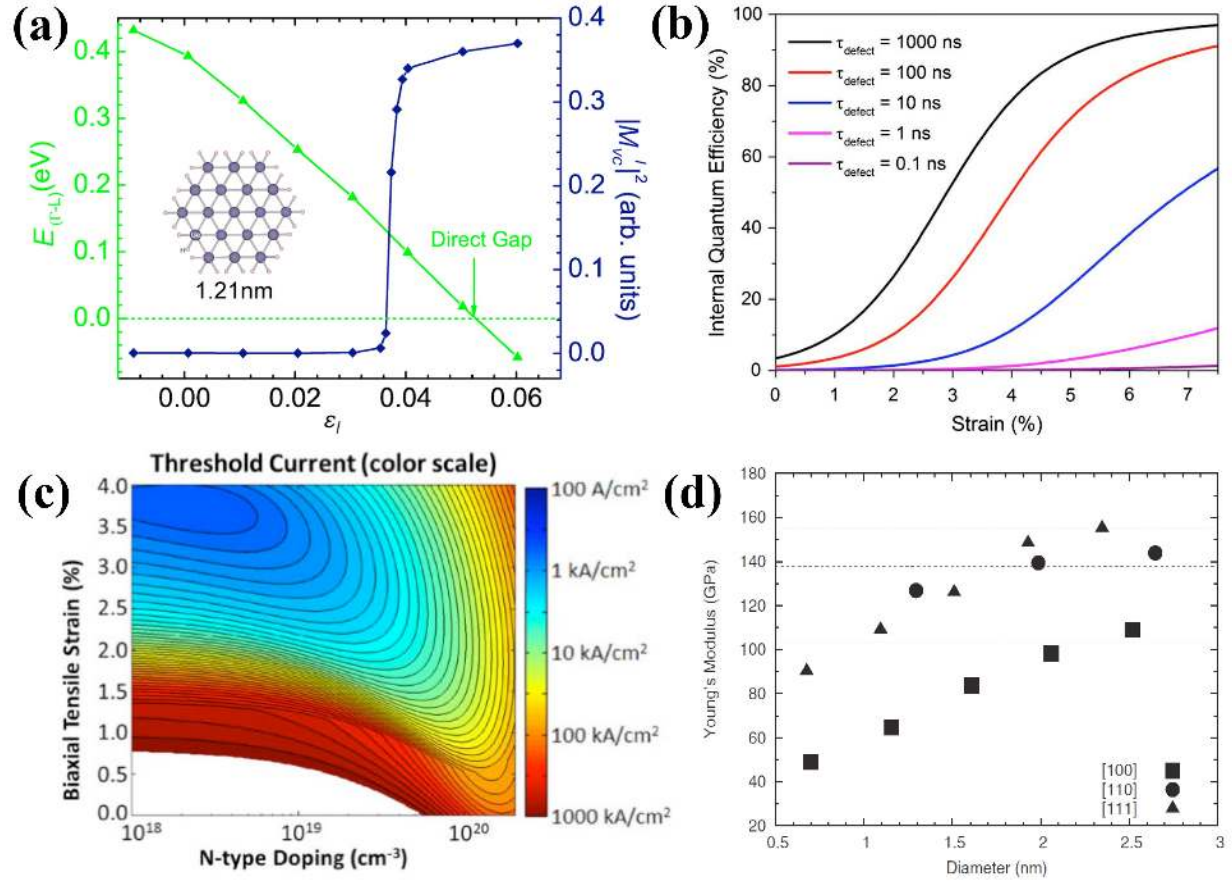 (a)
0.4
0.3
0.2
0.1
0.0
E(Γ-L)(eV)
1.21nm
Direct Gap
0.00 0.02 0.04 0.06
εl
0.4
0.3
0.2
0.1
0.0
|M'vc|² (arb. units)
(b)
100
80
60
40
20
0
Internal Quantum Efficiency (%)
τdefect = 1000 ns
τdefect = 100 ns
τdefect = 10 ns
τdefect = 1 ns
τdefect = 0.1 ns
0 1 2 3 4 5 6 7
Strain (%)
(c)
Threshold Current (color scale)
4.0
3.5
3.0
2.5
2.0
1.5
1.0
0.5
0.0
Biaxial Tensile Strain (%)
10¹⁸ 10¹⁹ 10²⁰
N-type Doping (cm⁻³)
100 A/cm²
1 kA/cm²
10 kA/cm²
100 kA/cm²
1000 kA/cm²
(d)
180
160
140
120
100
80
60
40
20
Young's Modulus (GPa)
[100]
[110]
[111]
0.5 1 1.5 2 2.5 3
Diameter (nm)